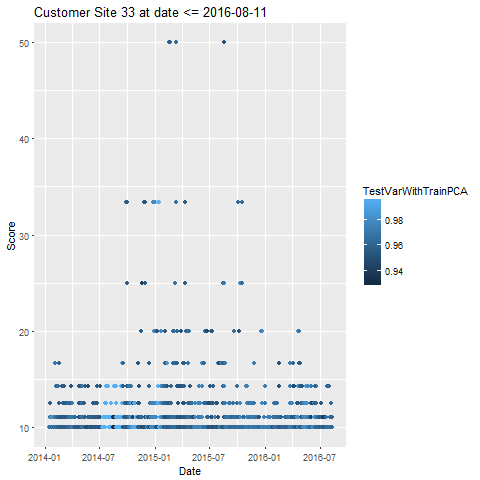 Customer Site 33 at date <= 2016-08-11
50
40
30
20
10
Score
2014-01 2014-07 2015-01 2015-07 2016-01 2016-07
Date
TestVarWithTrainPCA
0.98
0.96
0.94